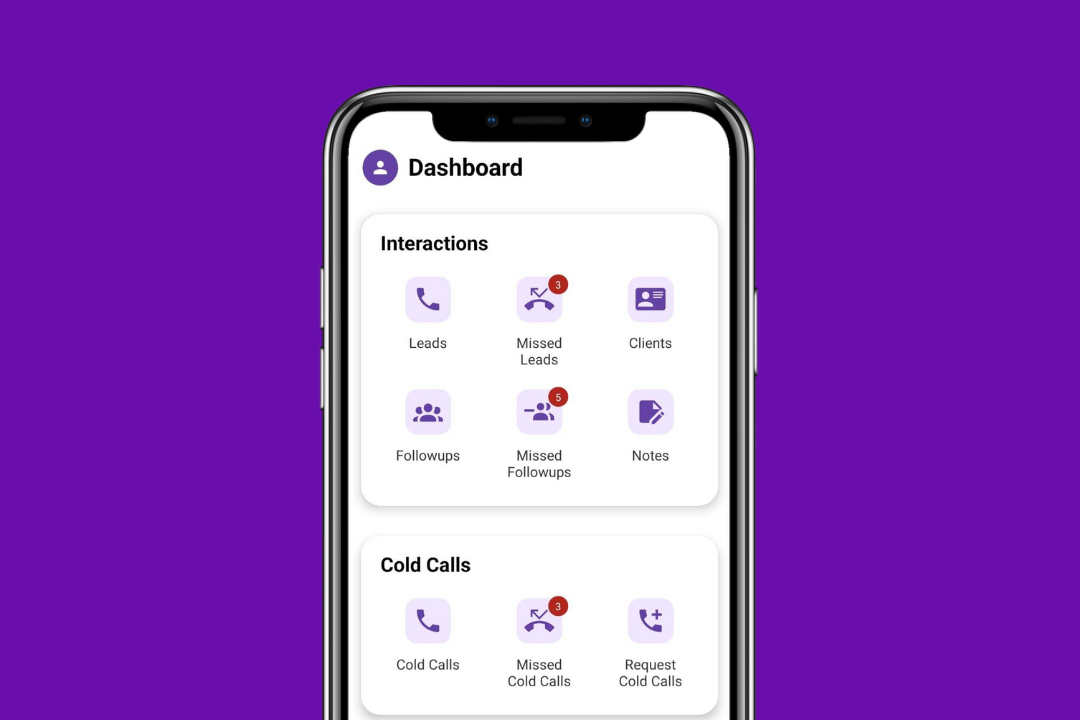 Dashboard
Interactions
3
Leads
Missed
Leads
Clients
5
Followups
Missed
Followups
Notes
Cold Calls
3
Cold Calls
Missed
Cold Calls
Request
Cold Calls